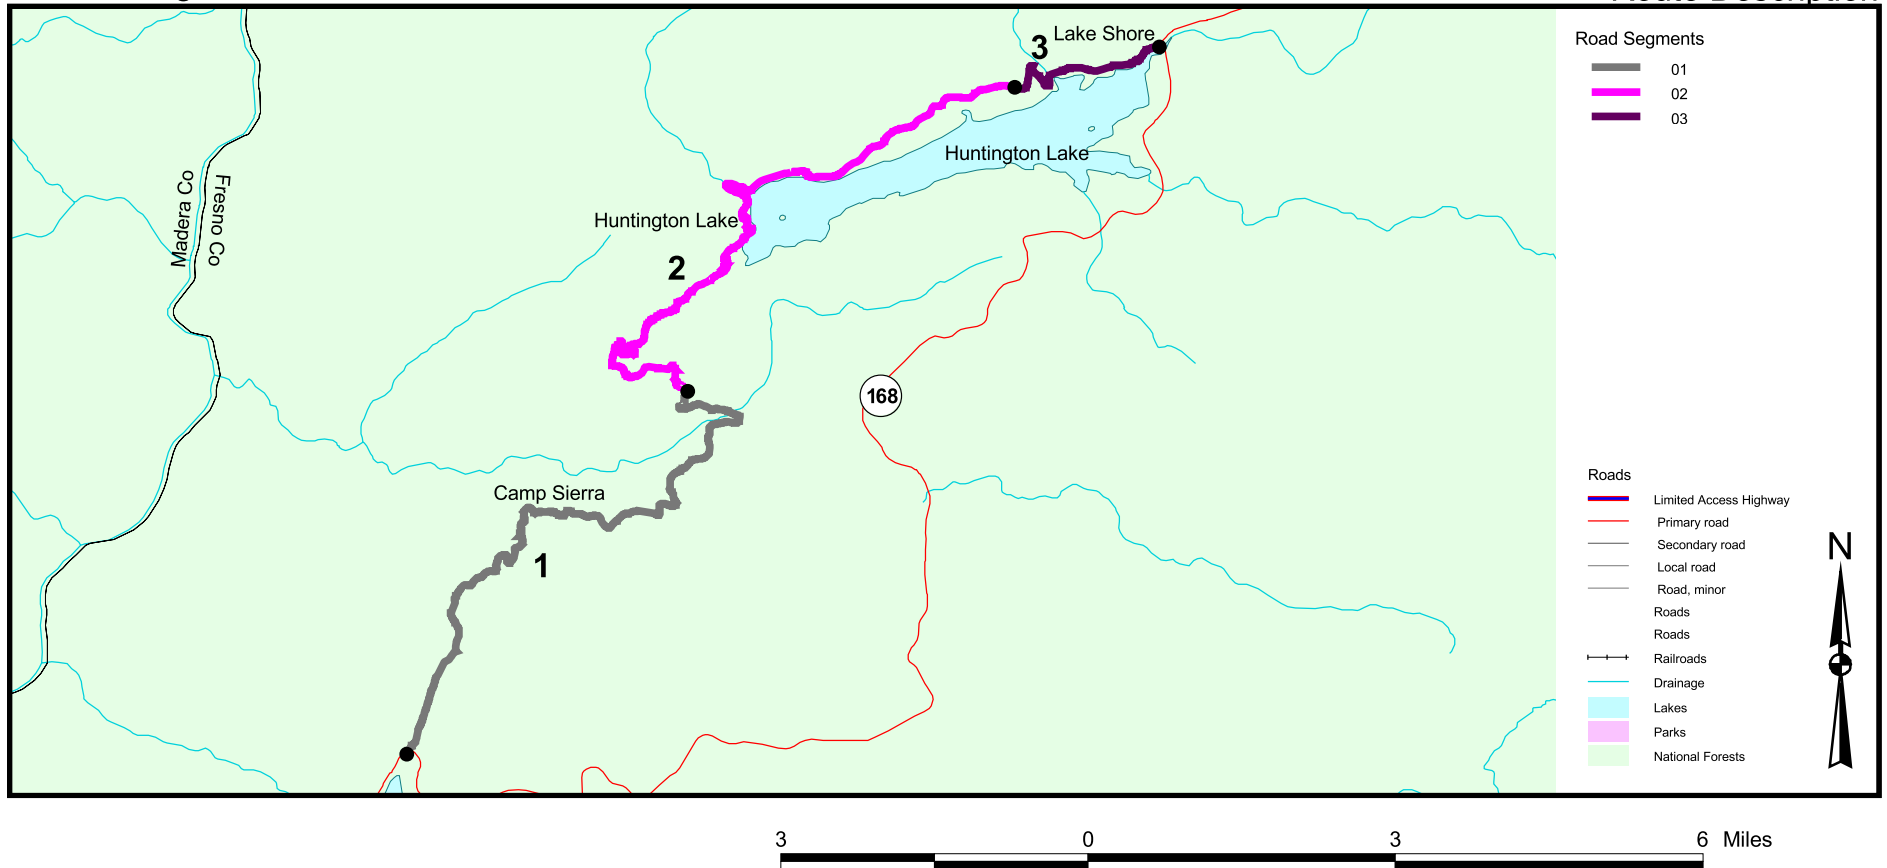 Lake Shore
3
Road Segments
01
02
03
Huntington Lake
Madera Co
Fresno Co
Huntington Lake
2
168
Camp Sierra
1
Roads
Limited Access Highway
Primary road
Secondary road
Local road
Road, minor
Roads
Roads
Railroads
Drainage
Lakes
Parks
National Forests
N
3 0 3 6 Miles